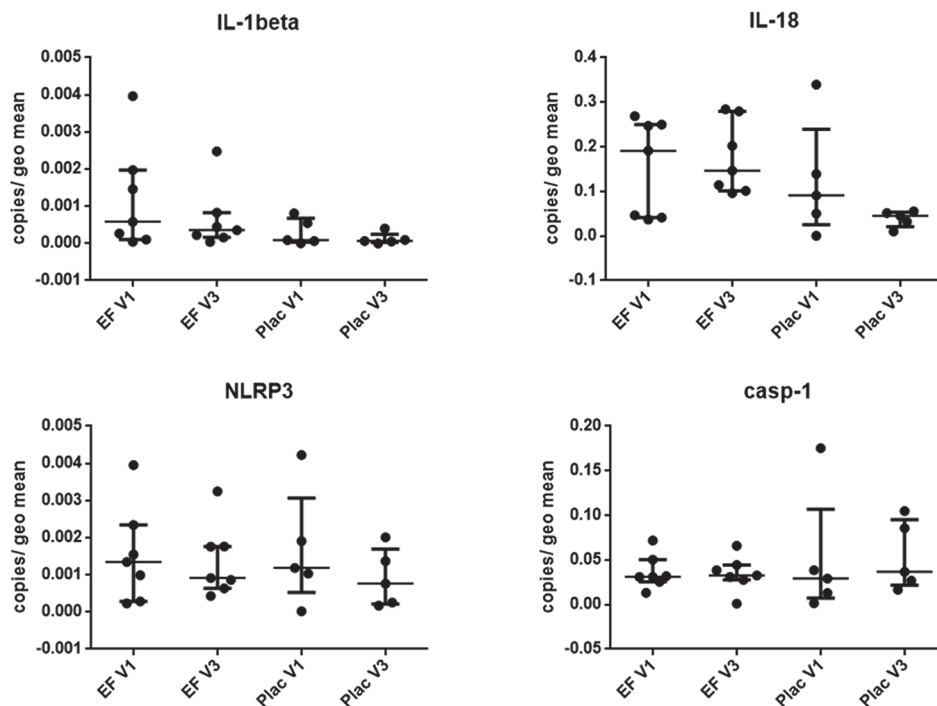 IL-1beta
copies/ geo mean
0.005
0.004
0.003
0.002
0.001
0.000
-0.001
EF V1
EF V3
Plac V1
Plac V3
IL-18
copies/ geo mean
0.4
0.3
0.2
0.1
0.0
-0.1
EF V1
EF V3
Plac V1
Plac V3
NLRP3
copies/ geo mean
0.005
0.004
0.003
0.002
0.001
0.000
-0.001
EF V1
EF V3
Plac V1
Plac V3
casp-1
copies/ geo mean
0.20
0.15
0.10
0.05
0.00
-0.05
EF V1
EF V3
Plac V1
Plac V3